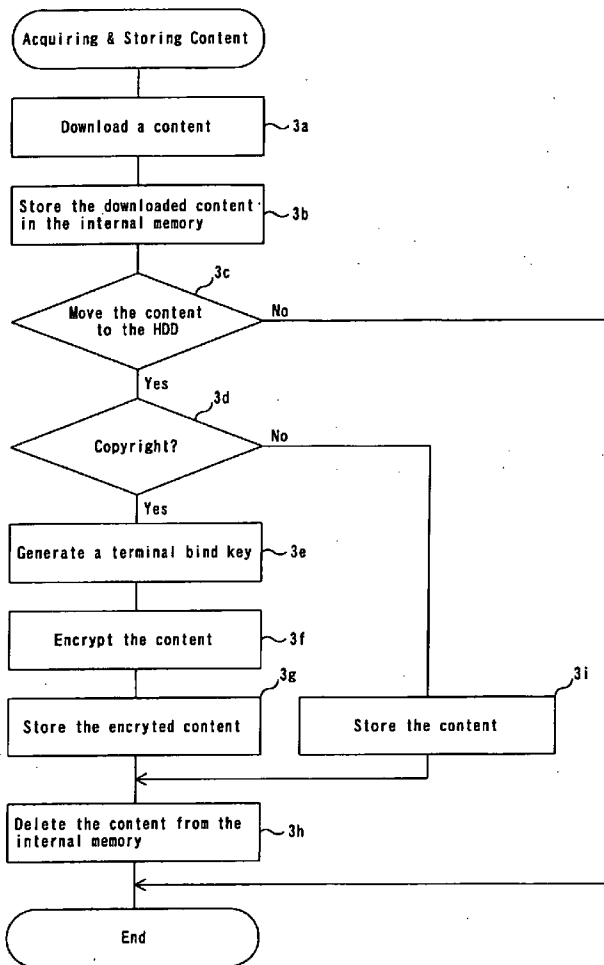 Acquiring & Storing Content
Download a content
3a
Store the downloaded content
in the internal memory
3b
3c
Move the content
to the HDD
No
Yes
3d
Copyright?
No
Yes
Generate a terminal bind key
3e
Encrypt the content
3f
3g
Store the encryted content
3i
Store the content
Delete the content from the
internal memory
3h
End